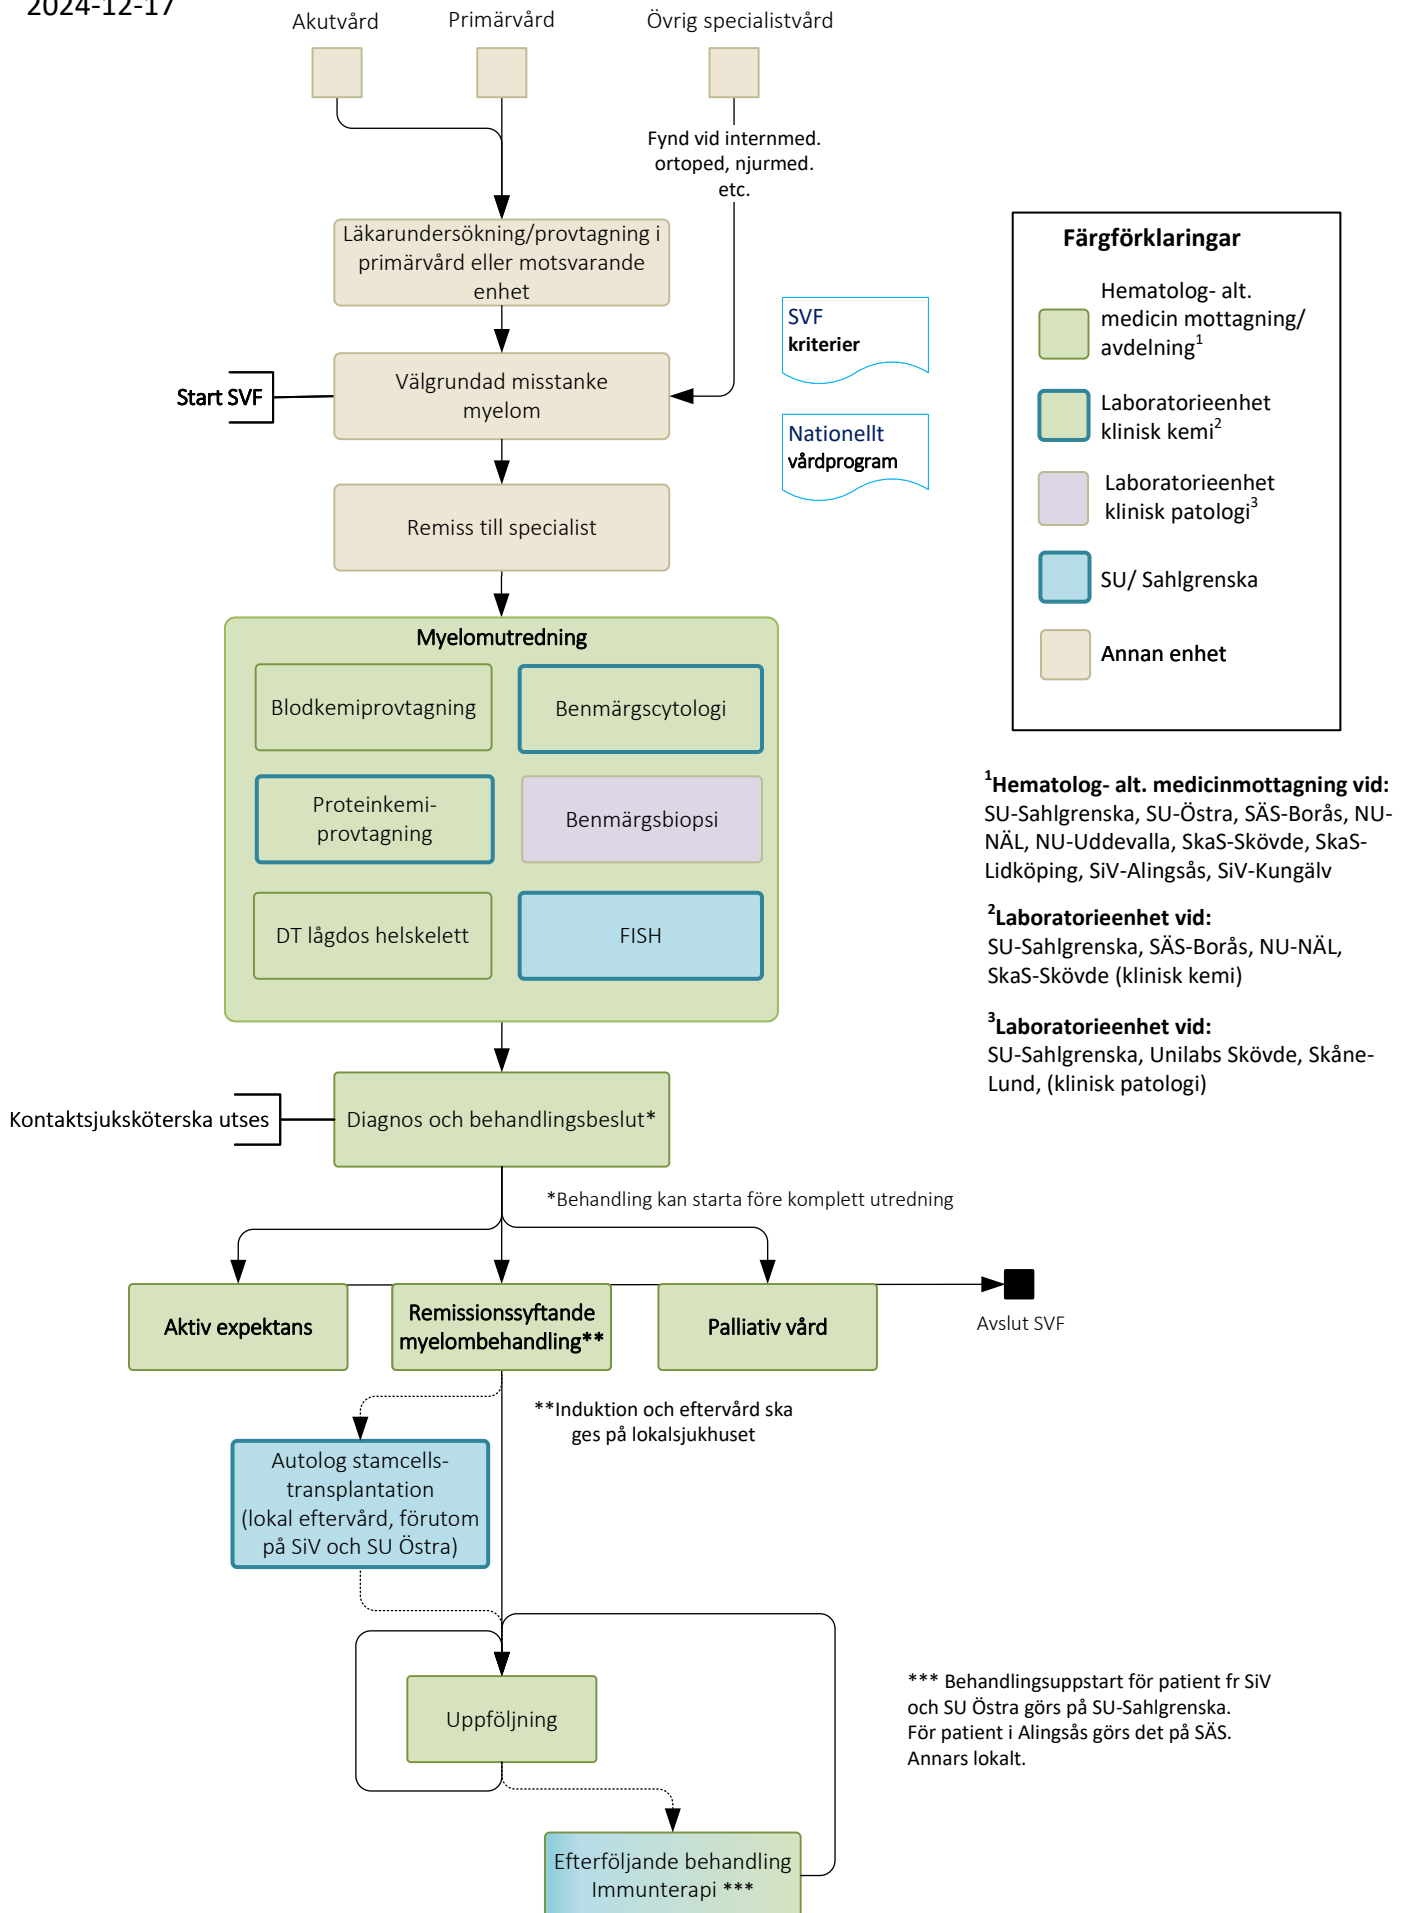 2024-12-17
Akutvård
Primärvård
Övrig specialistvård
Fynd vid internmed.
ortoped, njurmed.
etc.
Läkarundersökning/provtagning i
primärvård eller motsvarande
enhet
Start SVF
Välgrundad misstanke
myelom
SVF
kriterier
Nationellt
vårdprogram
Remiss till specialist
Färgförklaringar
Hematolog- alt.
medicin mottagning/
avdelning1
Laboratorieenhet
klinisk kemi2
Laboratorieenhet
klinisk patologi3
SU/ Sahlgrenska
Annan enhet
Myelomutredning
Blodkemiprovtagning
Benmärgscytologi
Proteinkemi-
provtagning
Benmärgsbiopsi
DT lågdos helskelett
FISH
1Hematolog- alt. medicinmottagning vid:
SU-Sahlgrenska, SU-Östra, SÄS-Borås, NU-
NÄL, NU-Uddevalla, SkaS-Skövde, SkaS-
Lidköping, SiV-Alingsås, SiV-Kungälv
2Laboratorieenhet vid:
SU-Sahlgrenska, SÄS-Borås, NU-NÄL,
SkaS-Skövde (klinisk kemi)
3Laboratorieenhet vid:
SU-Sahlgrenska, Unilabs Skövde, Skåne-
Lund, (klinisk patologi)
Kontaktsjuksköterska utses
Diagnos och behandlingsbeslut*
*Behandling kan starta före komplett utredning
Aktiv expektans
Remissionssyftande
myelombehandling**
Palliativ vård
Avslut SVF
**Induktion och eftervård ska
ges på lokalsjukhuset
Autolog stamcells-
transplantation
(lokal eftervård, förutom
på SiV och SU Östra)
Uppföljning
*** Behandlingsuppstart för patient fr SiV
och SU Östra görs på SU-Sahlgrenska.
För patient i Alingsås görs det på SÄS.
Annars lokalt.
Efterföljande behandling
Immunterapi ***